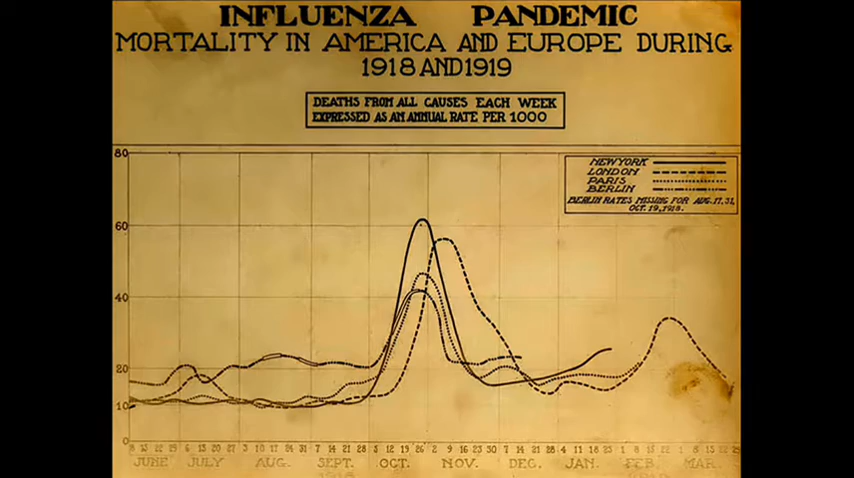 INFLUENZA PANDEMIC
MORTALITY IN AMERICA AND EUROPE DURING
1918 AND 1919
DEATHS FROM ALL CAUSES EACH WEEK
EXPRESSED AS AN ANNUAL RATE PER 1000
NEW YORK
LONDON
PARIS
BERLIN
BERLIN RATES MISSING FOR AUG. 17, 31,
OCT. 19, 1918.
80
60
40
20
10
0
JUNE JULY AUG. SEPT. OCT. NOV. DEC. JAN. FEB. MAR.